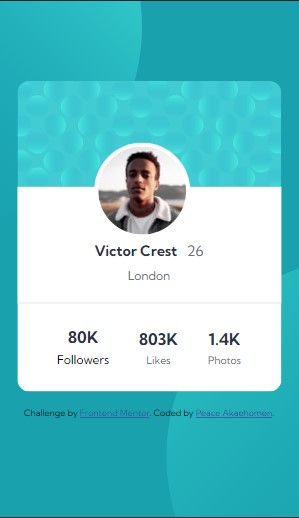 Victor Crest 26
London
80K 803K 1.4K
Followers Likes Photos
Challenge by Frontend Mentor. Coded by Peace Akaehomen.